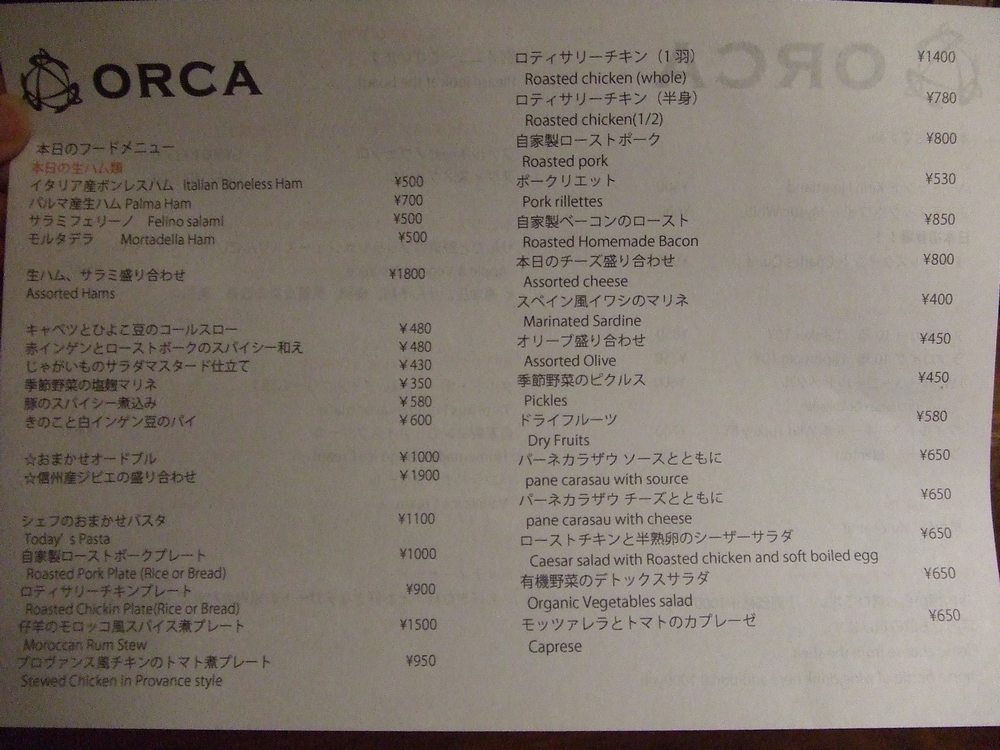 ORCA
本日のフードメニュー
本日の生ハム類
イタリア産ボンレスハム Italian Boneless Ham ¥500
パルマ産生ハム Palma Ham ¥700
サラミフェリーノ Felino salamI ¥500
モルタデラ Mortadella Ham ¥500
生ハム、サラミ盛り合わせ ¥1800
Assorted Hams
キャベツとひよこ豆のコールスロー ¥480
赤インゲンとローストポークのスパイシー和え ¥480
じゃがいものサラダマスタード仕立て ¥430
季節野菜の塩麹マリネ ¥350
豚のスパイシー煮込み ¥580
きのこと白インゲン豆のパイ ¥600
☆おまかせオードブル ¥1000
☆信州産ジビエの盛り合わせ ¥1900
シェフのおまかせパスタ ¥1100
Today's Pasta
自家製ローストポークプレート ¥1000
Roasted Pork Plate (Rice or Bread)
ロティサリーチキンプレート ¥900
Roasted Chickin Plate(Rice or Bread)
仔羊のモロッコ風スパイス煮プレート ¥1500
Moroccan Rum Stew
プロヴァンス風チキンのトマト煮プレート ¥950
Stewed Chicken in Provance style
ロティサリーチキン（1羽） ¥1400
Roasted chicken (whole)
ロティサリーチキン（半身） ¥780
Roasted chicken(1/2)
自家製ローストポーク ¥800
Roasted pork
ポークリエット ¥530
Pork rillettes
自家製ベーコンのロースト ¥850
Roasted Homemade Bacon
本日のチーズ盛り合わせ ¥800
Assorted cheese
スペイン風イワシのマリネ ¥400
Marinated Sardine
オリーブ盛り合わせ ¥450
Assorted Olive
季節野菜のピクルス ¥450
Pickles
ドライフルーツ ¥580
Dry Fruits
パーネカラザウ ソースとともに ¥650
pane carasau with source
パーネカラザウ チーズとともに ¥650
pane carasau with cheese
ローストチキンと半熟卵のシーザーサラダ ¥650
Caesar salad with Roasted chicken and soft boiled egg
有機野菜のデトックスサラダ ¥650
Organic Vegetables salad
モッツァレラとトマトのカプレーゼ ¥650
Caprese